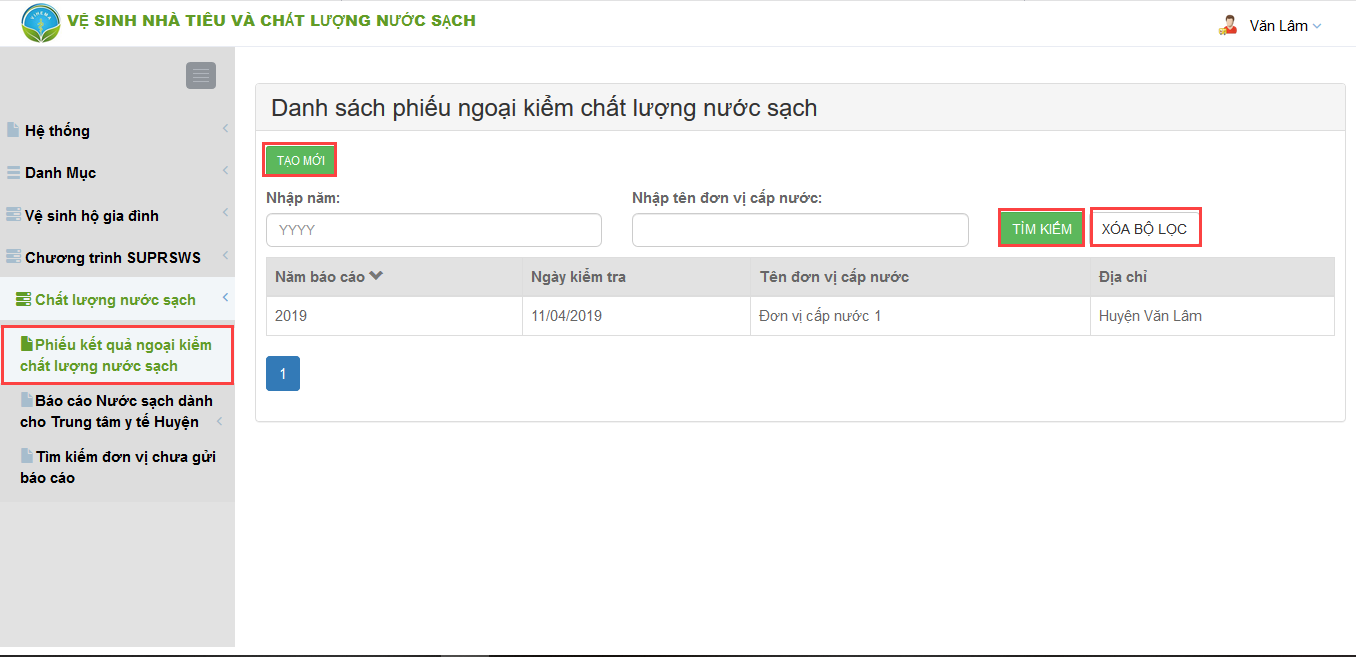 VỆ SINH NHÀ TIÊU VÀ CHẤT LƯỢNG NƯỚC SẠCH
Văn Lâm
Hệ thống
Danh Mục
Vệ sinh hộ gia đình
Chương trình SUPRSWS
Chất lượng nước sạch
Phiếu kết quả ngoại kiểm
chất lượng nước sạch
Báo cáo Nước sạch dành
cho Trung tâm y tế Huyện
Tìm kiếm đơn vị chưa gửi
báo cáo
Danh sách phiếu ngoại kiểm chất lượng nước sạch
TẠO MỚI
Nhập năm: Nhập tên đơn vị cấp nước:
YYYY TÌM KIẾM XÓA BỘ LỌC
Năm báo cáo Ngày kiểm tra Tên đơn vị cấp nước Địa chỉ
2019 11/04/2019 Đơn vị cấp nước 1 Huyện Văn Lâm
1